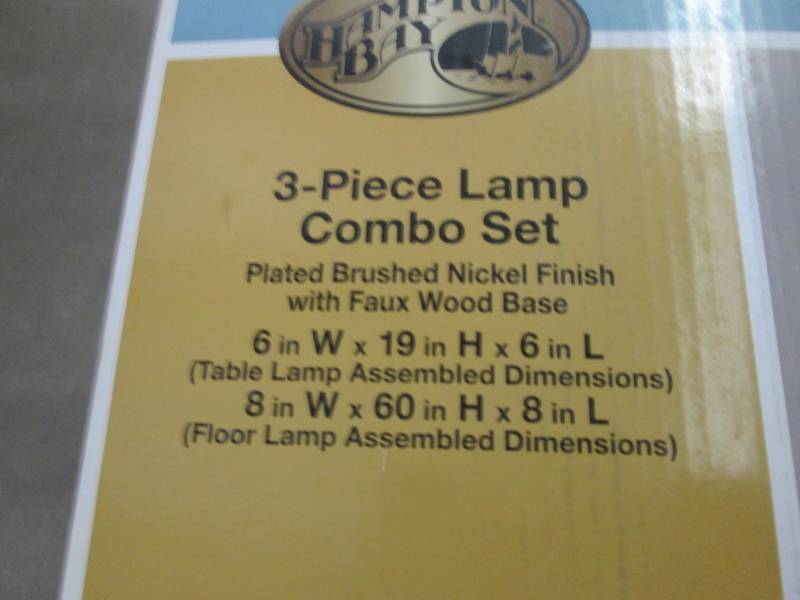 HAMPTON
BAY
3-Piece Lamp
Combo Set
Plated Brushed Nickel Finish
with Faux Wood Base
6 in W x 19 in H x 6 in L
(Table Lamp Assembled Dimensions)
8 in W x 60 in H x 8 in L
(Floor Lamp Assembled Dimensions)